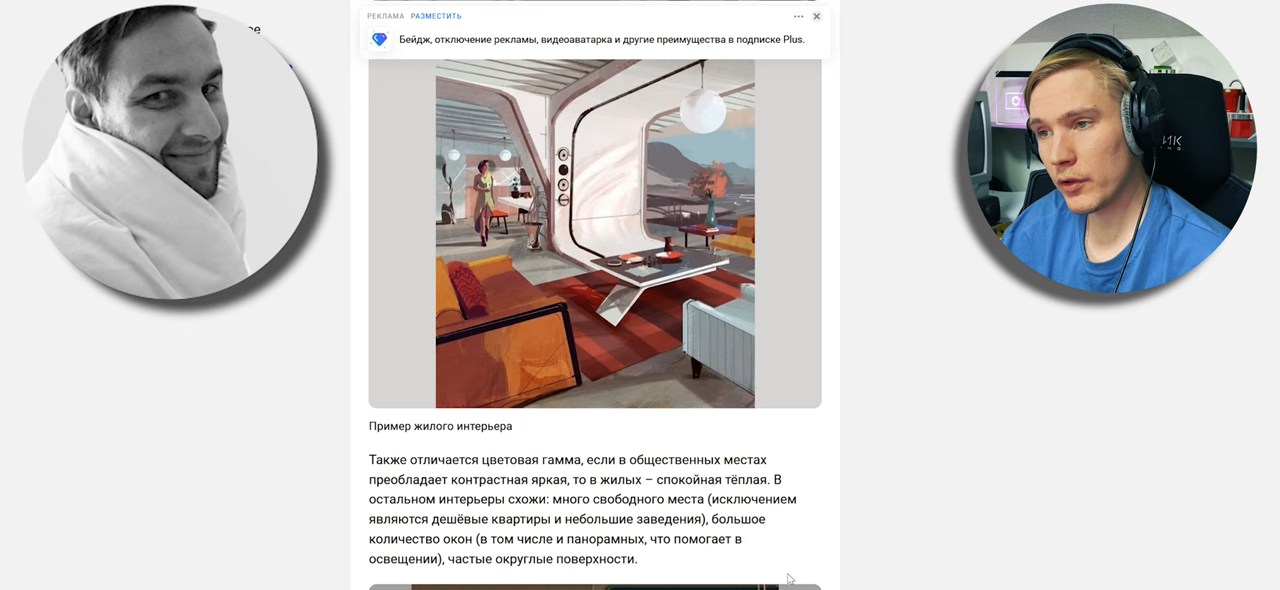 РЕКЛАМА РАЗМЕСТИТЬ
Бейдж, отключение рекламы, видеоаватарка и другие преимущества в подписке Plus.
Пример жилого интерьера
Также отличается цветовая гамма, если в общественных местах
преобладает контрастная яркая, то в жилых – спокойная тёплая. В
остальном интерьеры схожи: много свободного места (исключением
являются дешёвые квартиры и небольшие заведения), большое
количество окон (в том числе и панорамных, что помогает в
освещении), частые округлые поверхности.